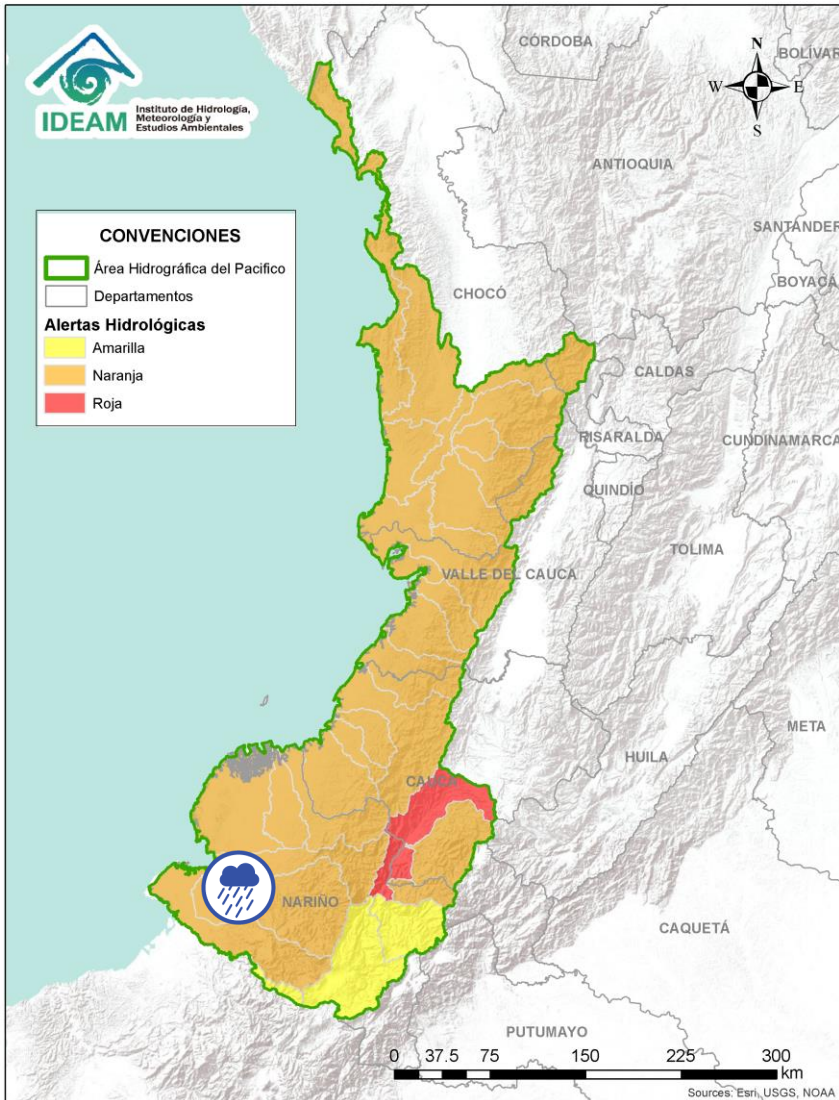 IDEAM
Instituto de Hidrología,
Meteorología y
Estudios Ambientales
CÓRDOBA
BOLÍVAR
N
W
E
S
ANTIOQUIA
SANTANDER
CONVENCIONES
Área Hidrográfica del Pacifico
Departamentos
Alertas Hidrológicas
Amarilla
Naranja
Roja
BOYACÁ
CHOCÓ
CALDAS
RISARALDA
CUNDINAMARCA
QUINDÍO
TOLIMA
VALLE DEL CAUCA
META
HUILA
CAUCA
NARIÑO
CAQUETÁ
PUTUMAYO
0 37.5 75 150 225 300
km
Sources: Esri, USGS, NOAA